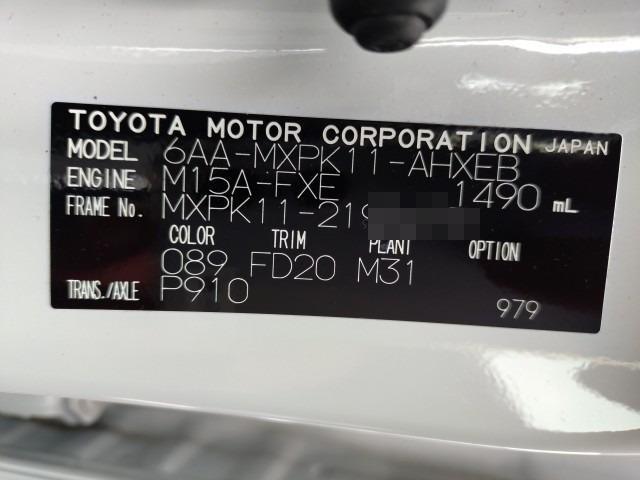 TOYOTA MOTOR CORPORATION JAPAN
MODEL 6AA-MXPK11-AHXEB
ENGINE M15A-FXE 1490 mL
FRAME No. MXPK11-219
COLOR TRIM PLANT OPTION
089 FD20 M31
TRANS./AXLE P910
979